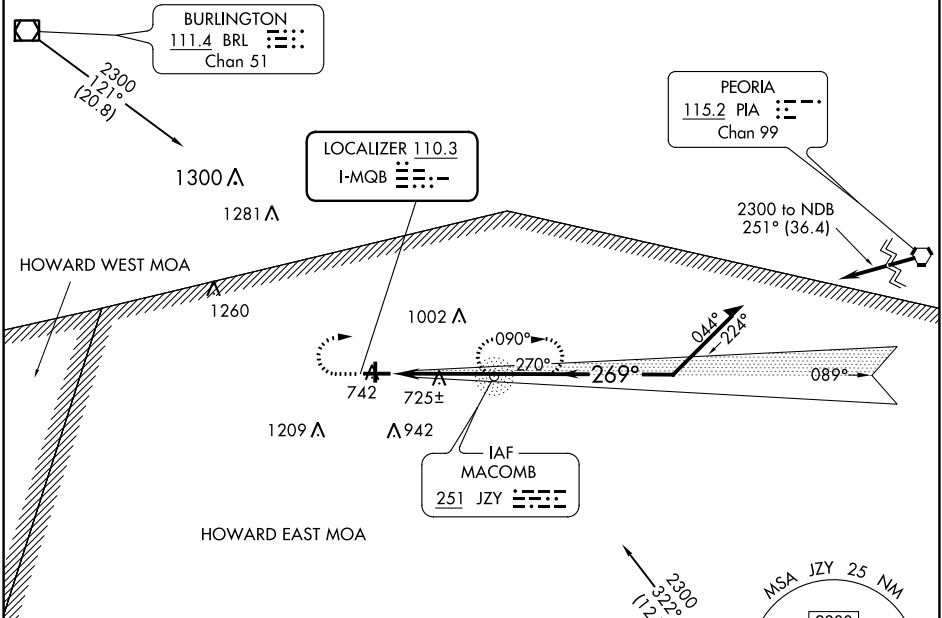 BURLINGTON
111.4 BRL
Chan 51
2300
121°
(20.8)
PEORIA
115.2 PIA
Chan 99
LOCALIZER 110.3
I-MQB
1300
1281
2300 to NDB
251° (36.4)
HOWARD WEST MOA
1260
1002
090°
270°
044°
224°
269°
089°
742
725±
1209
942
IAF
MACOMB
251 JZY
HOWARD EAST MOA
2300
322°
MSA JZY 25 NM